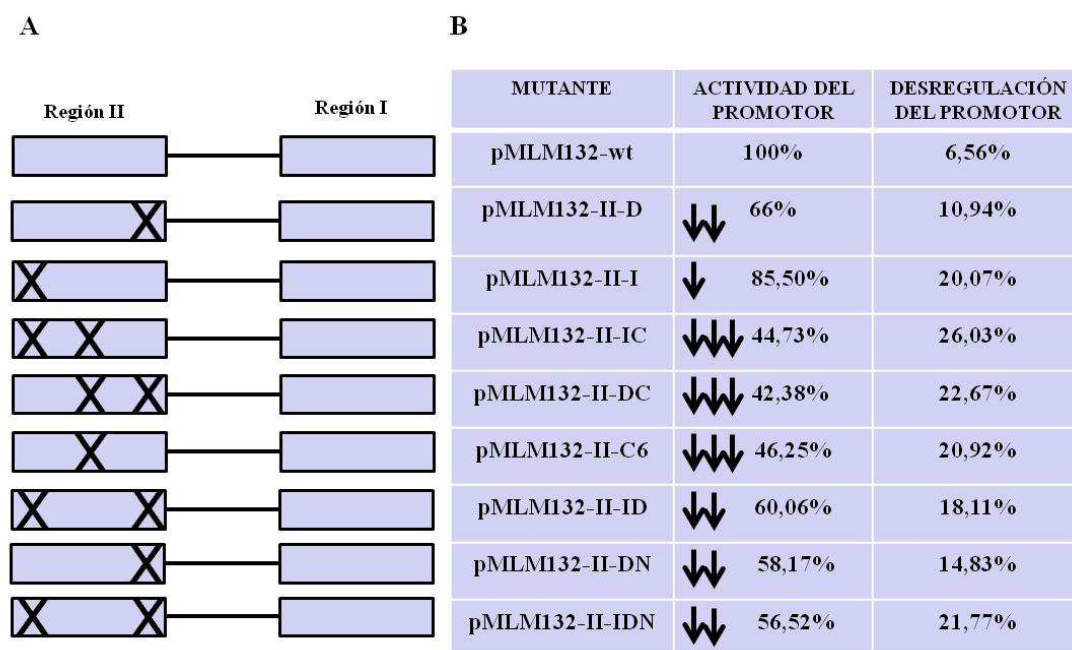 A
B
Región II
Región I
MUTANTE
ACTIVIDAD DEL PROMOTOR
DESREGULACIÓN DEL PROMOTOR
pMLM132-wt
100%
6,56%
pMLM132-II-D
66%
10,94%
pMLM132-II-I
85,50%
20,07%
pMLM132-II-IC
44,73%
26,03%
pMLM132-II-DC
42,38%
22,67%
pMLM132-II-C6
46,25%
20,92%
pMLM132-II-ID
60,06%
18,11%
pMLM132-II-DN
58,17%
14,83%
pMLM132-II-IDN
56,52%
21,77%